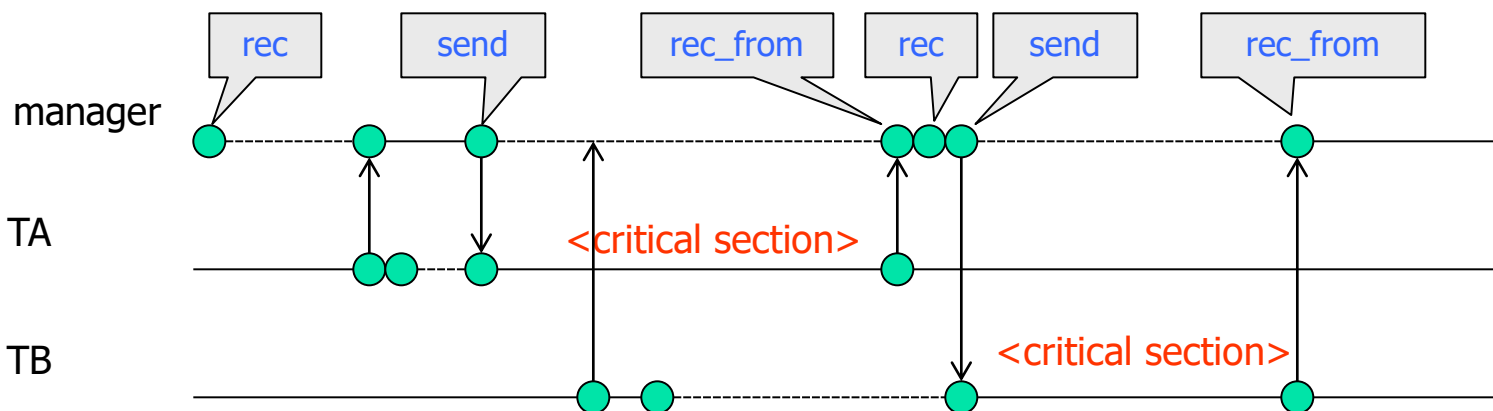 rec send rec_from rec send rec_from
manager
TA
<critical section>
TB
<critical section>